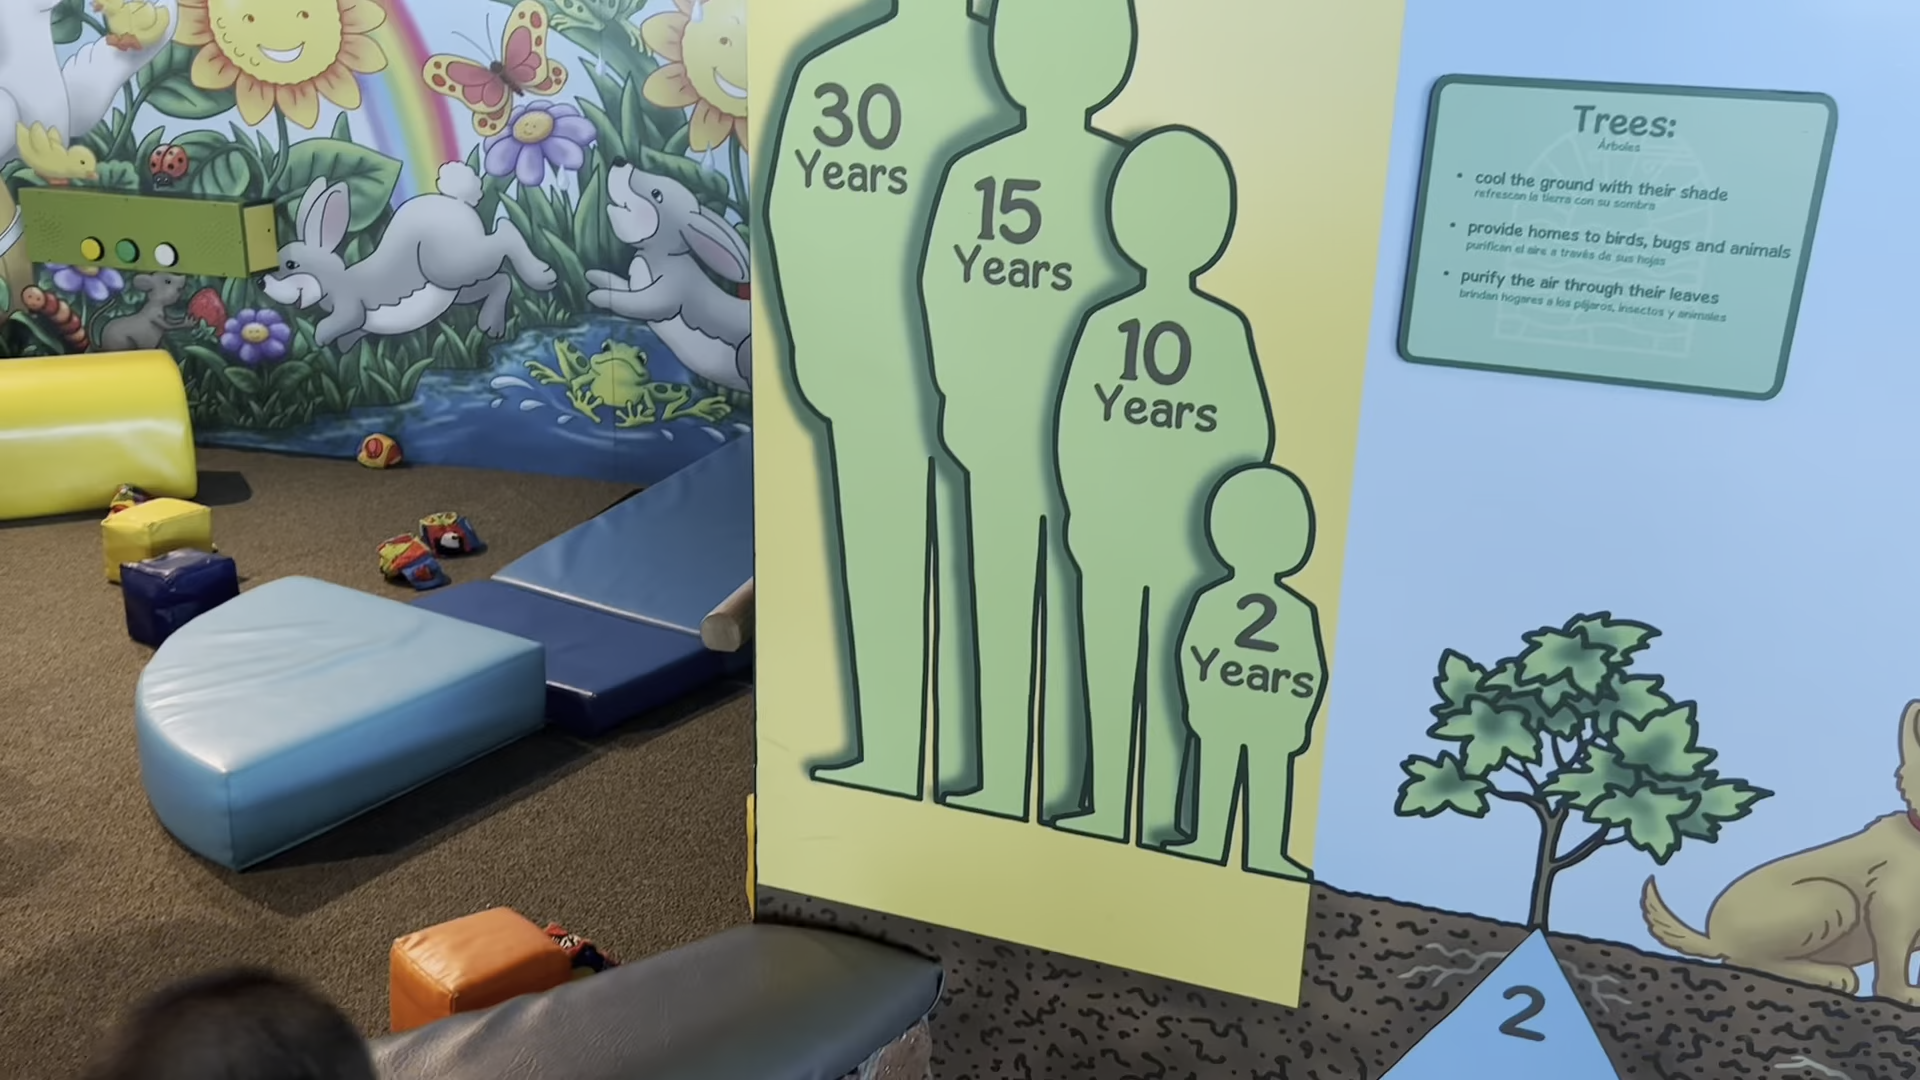 30
Years
15
Years
10
Years
2
Years
Trees:
Árboles
• cool the ground with their shade
refrescan la tierra con su sombra
• provide homes to birds, bugs and animals
purifican el aire a través de sus hojas
• purify the air through their leaves
brindan hogares a los pájaros, insectos y animales
2